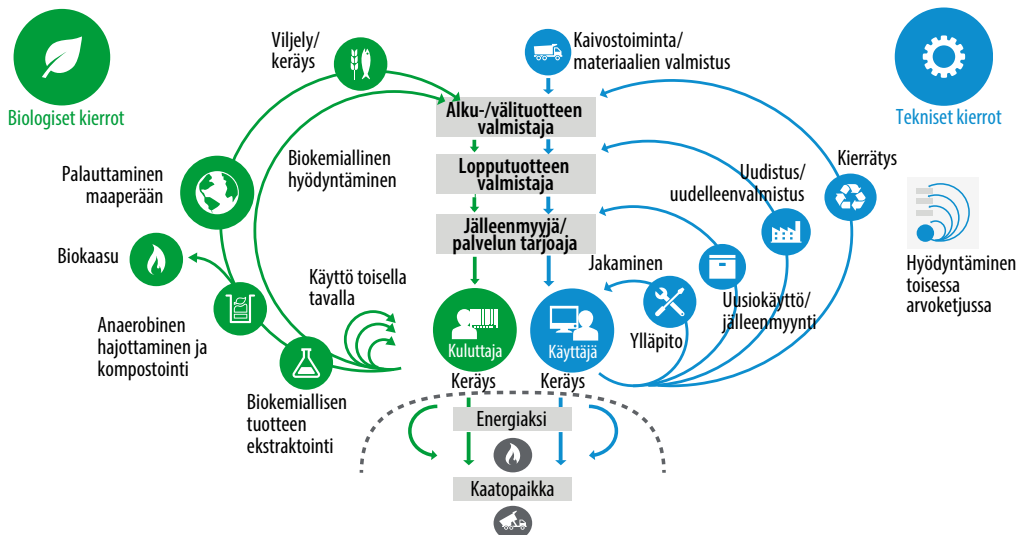 Viljely/
keräys
Kaivostoiminta/
materiaalien valmistus
Biologiset kierrot
Tekniset kierrot
Alku-/välituotteen
valmistaja
Palauttaminen
maaperään
Biokemiallinen
hyödyntäminen
Lopputuotteen
valmistaja
Uudistus/
uudelleenvalmistus
Kierrätys
Jälleenmyyjä/
palvelun tarjoaja
Biokaasu
Käyttö toisella
tavalla
Jakaminen
Hyödyntäminen
toisessa
arvoketjussa
Anaerobinen
hajottaminen ja
kompostointi
Uusiokäyttö/
jälleenmyynti
Ylläpito
Kuluttaja
Käyttäjä
Keräys
Keräys
Biokemiallisen
tuotteen
ekstraktointi
Energiaksi
Kaatopaikka